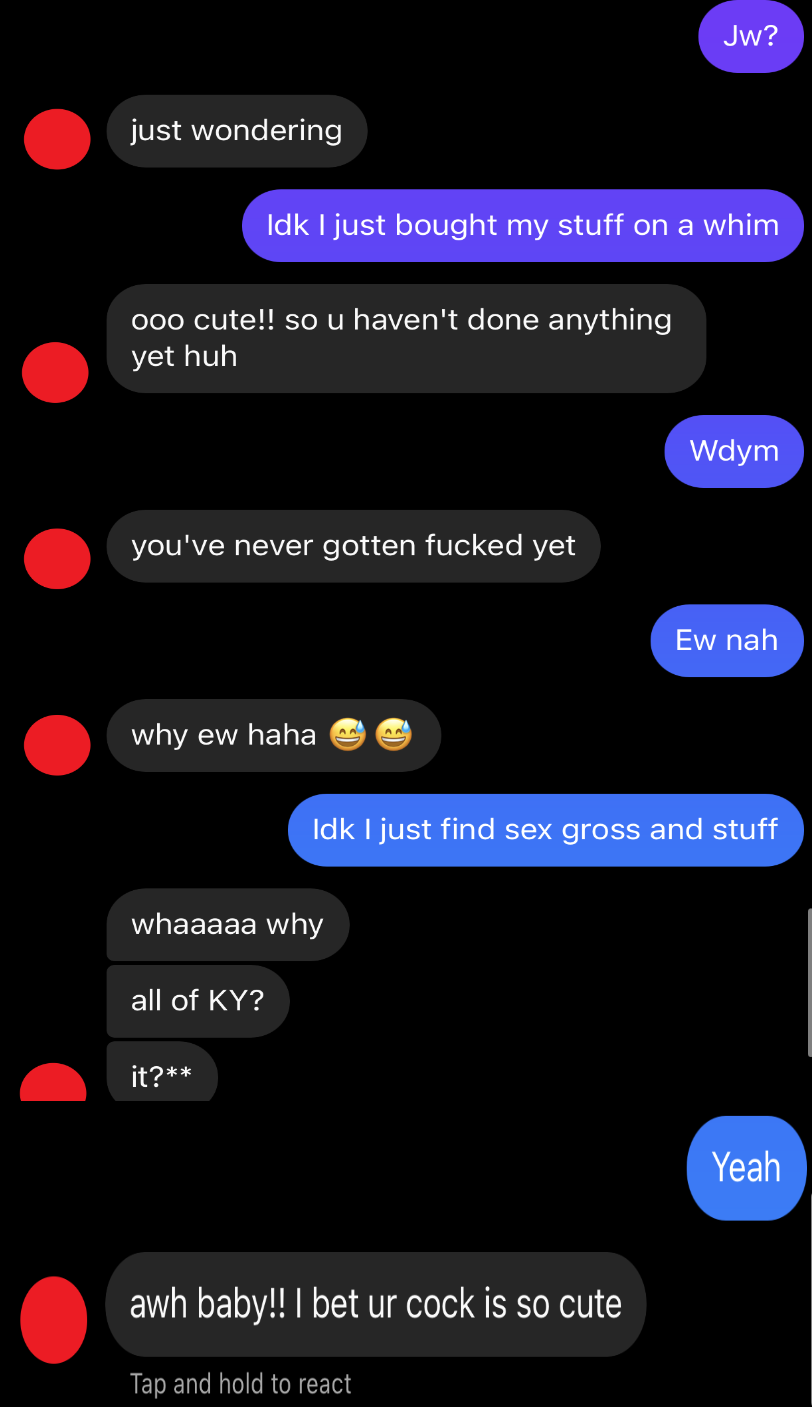 Jw?
just wondering
Idk I just bought my stuff on a whim
ooo cute!! so u haven't done anything
yet huh
Wdym
you've never gotten fucked yet
Ew nah
why ew haha 😅😅
Idk I just find sex gross and stuff
whaaaaa why
all of KY?
it?**
Yeah
awh baby!! I bet ur cock is so cute
Tap and hold to react